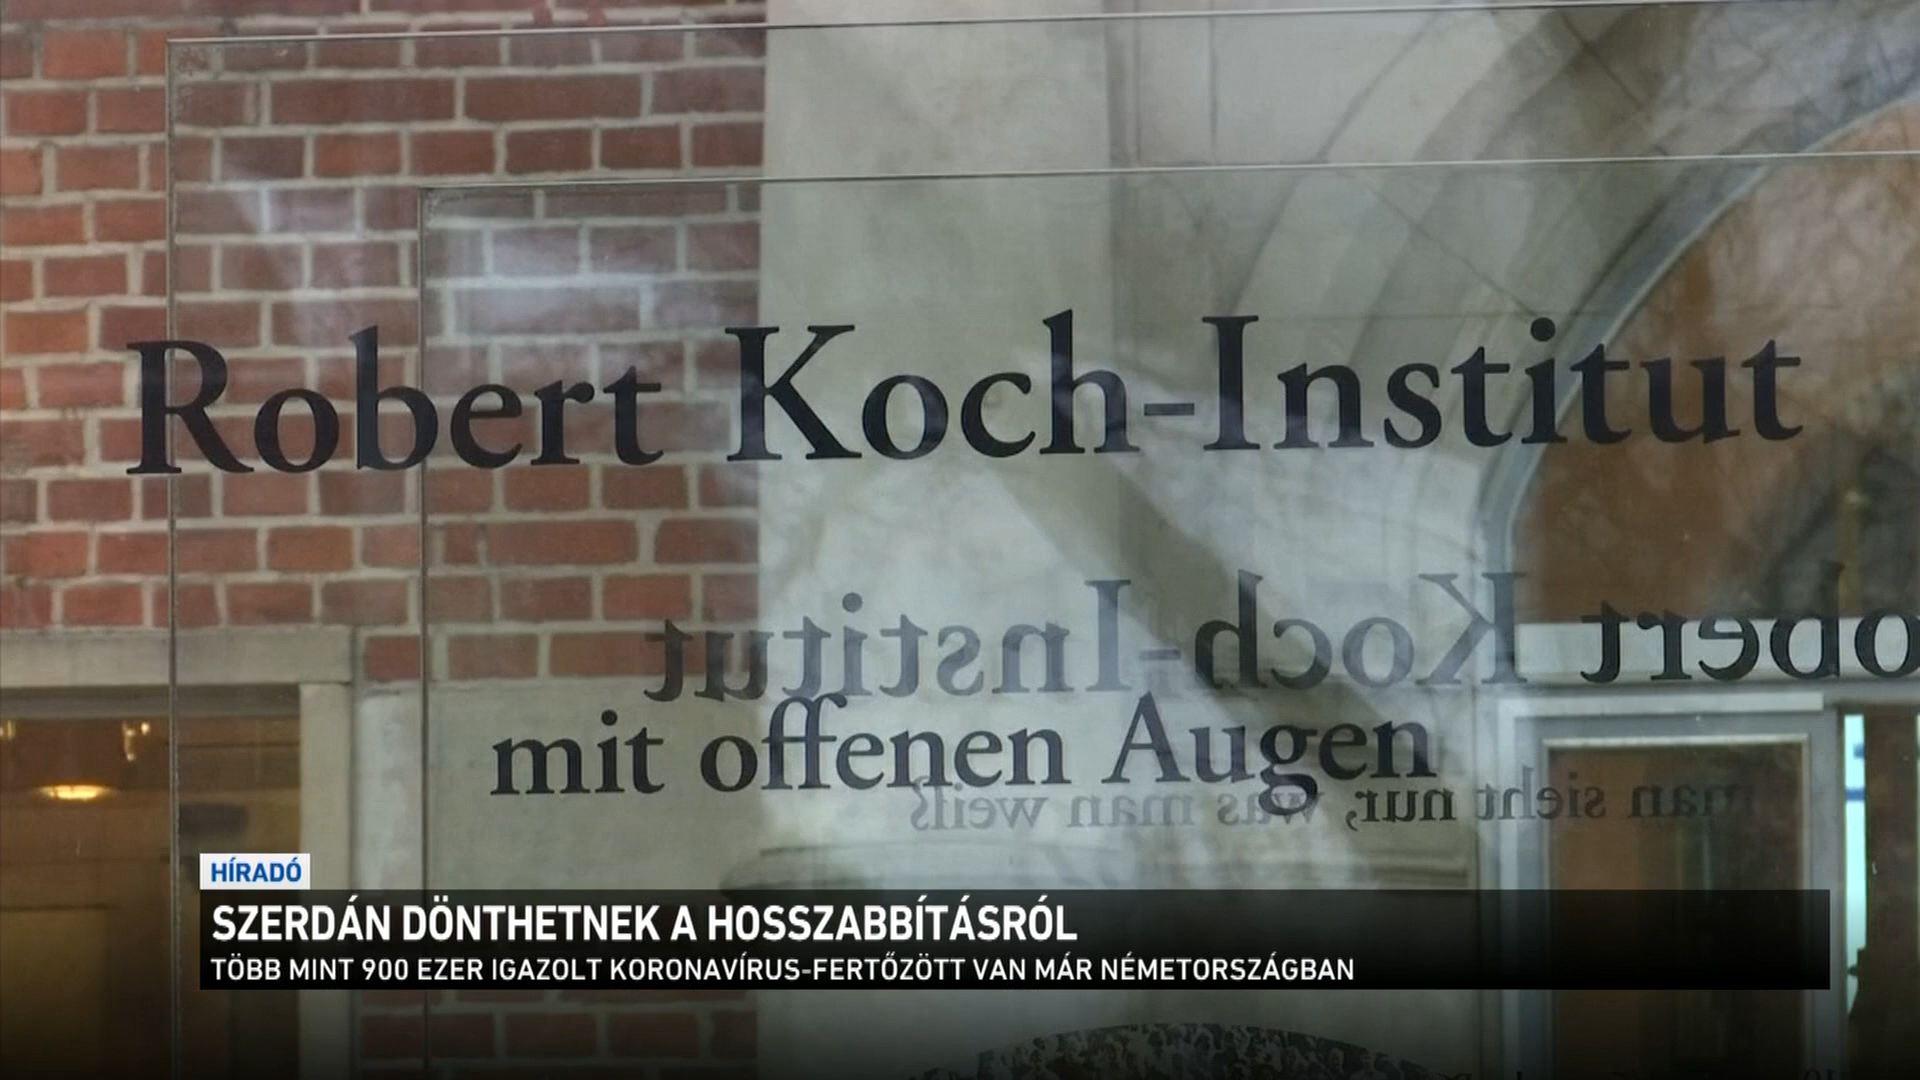 Robert Koch-Institut
Robert Koch-Institut
mit offenen Augen
man sieht nur, was man weiß
HÍRADÓ
SZERDÁN DÖNTHETNEK A HOSSZABBÍTÁSRÓL
TÖBB MINT 900 EZER IGAZOLT KORONAVÍRUS-FERTŐZÖTT VAN MÁR NÉMETORSZÁGBAN